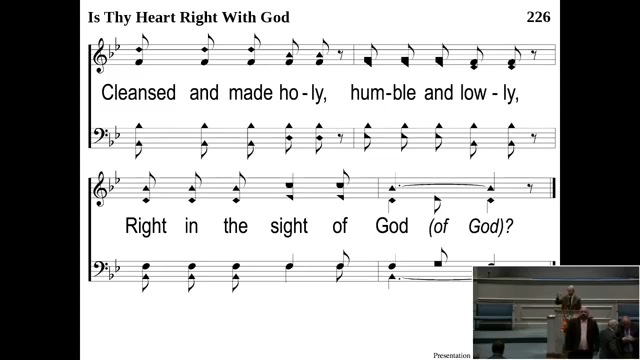 Is Thy Heart Right With God 226
Cleansed and made ho - ly, hum-ble and low - ly,
Right in the sight of God (of God)?
Presentation